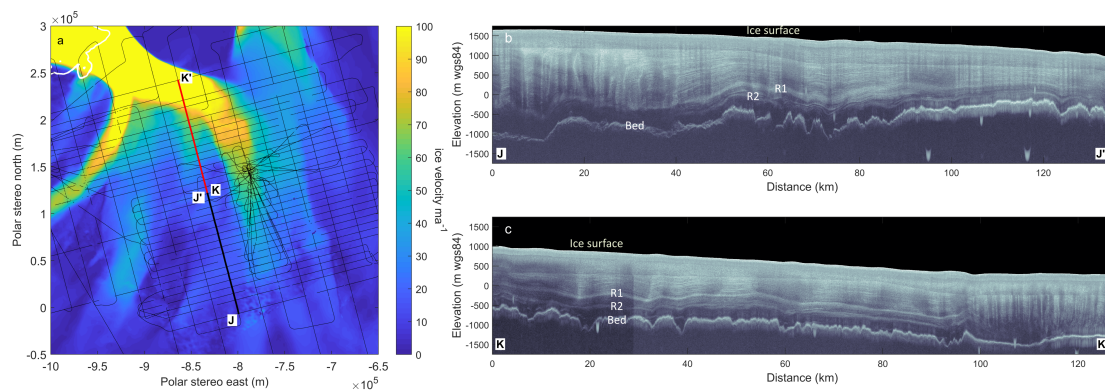 ×10⁵
a
Polar stereo north (m)
3
2.5
2
1.5
1
0.5
0
-0.5
K'
K
J'
J
-10
-9.5
-9
-8.5
-8
-7.5
-7
-6.5
Polar stereo east (m)
×10⁵
100
90
80
70
60
50
40
30
20
10
0
ice velocity ma⁻¹
b
Ice surface
Elevation (m wgs84)
1500
1000
500
0
-500
-1000
-1500
R1
R2
Bed
J
J'
0
20
40
60
80
100
120
Distance (km)
c
Ice surface
Elevation (m wgs84)
1000
500
0
-500
-1000
-1500
R1
R2
Bed
K
K
0
20
40
60
80
100
120
Distance (km)